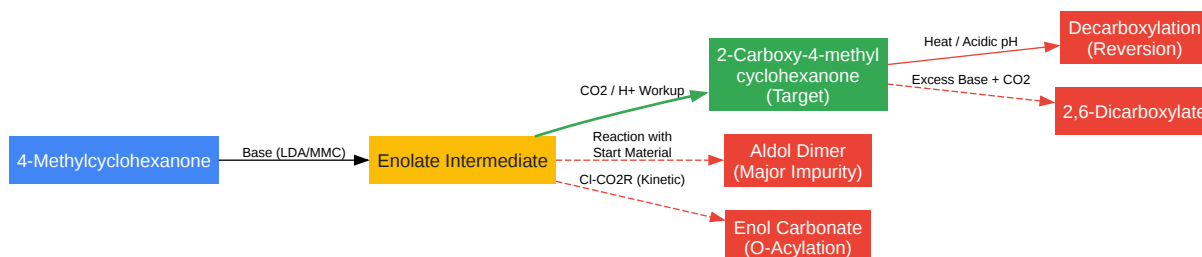 4-Methylcyclohexanone
Base (LDA/MMC)
Enolate Intermediate
CO2 / H+ Workup
Reaction with
Start Material
Cl-CO2R (Kinetic)
2-Carboxy-4-methyl
cyclohexanone
(Target)
Aldol Dimer
(Major Impurity)
Enol Carbonate
(O-Acylation)
Heat / Acidic pH
Excess Base + CO2
Decarboxylation
(Reversion)
2,6-Dicarboxylate